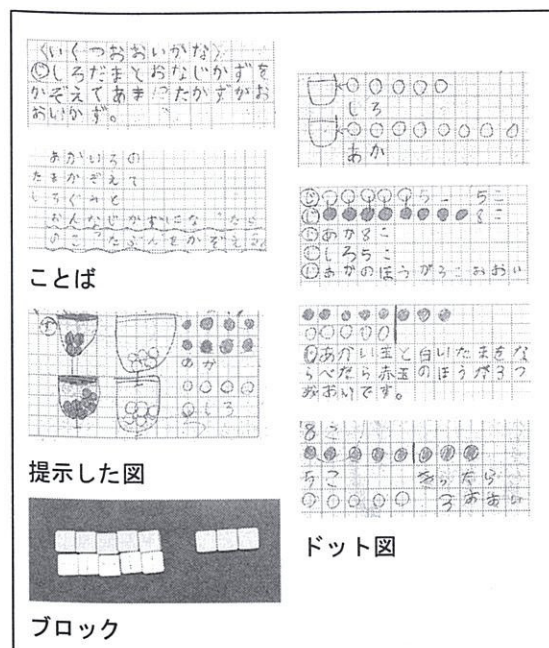 〈いくつおおいかな〉
しろだまとおなじかずを
かぞえてあまったかずがお
おいかず。
あかいろの
たまかぞえて
しろぐみと
おんなじかずになったら
のこったぶんをかぞえる。
ことば
あか
しろ
提示した図
ブロック
しろ
あか
5こ
8こ
あか8こ
しろ5こ
あかのほうが3こおおい
あかい玉と白いたまをな
らべたら赤玉のほうが3つ
おおいです。
8こ
5こ きったら
3おおい
ドット図